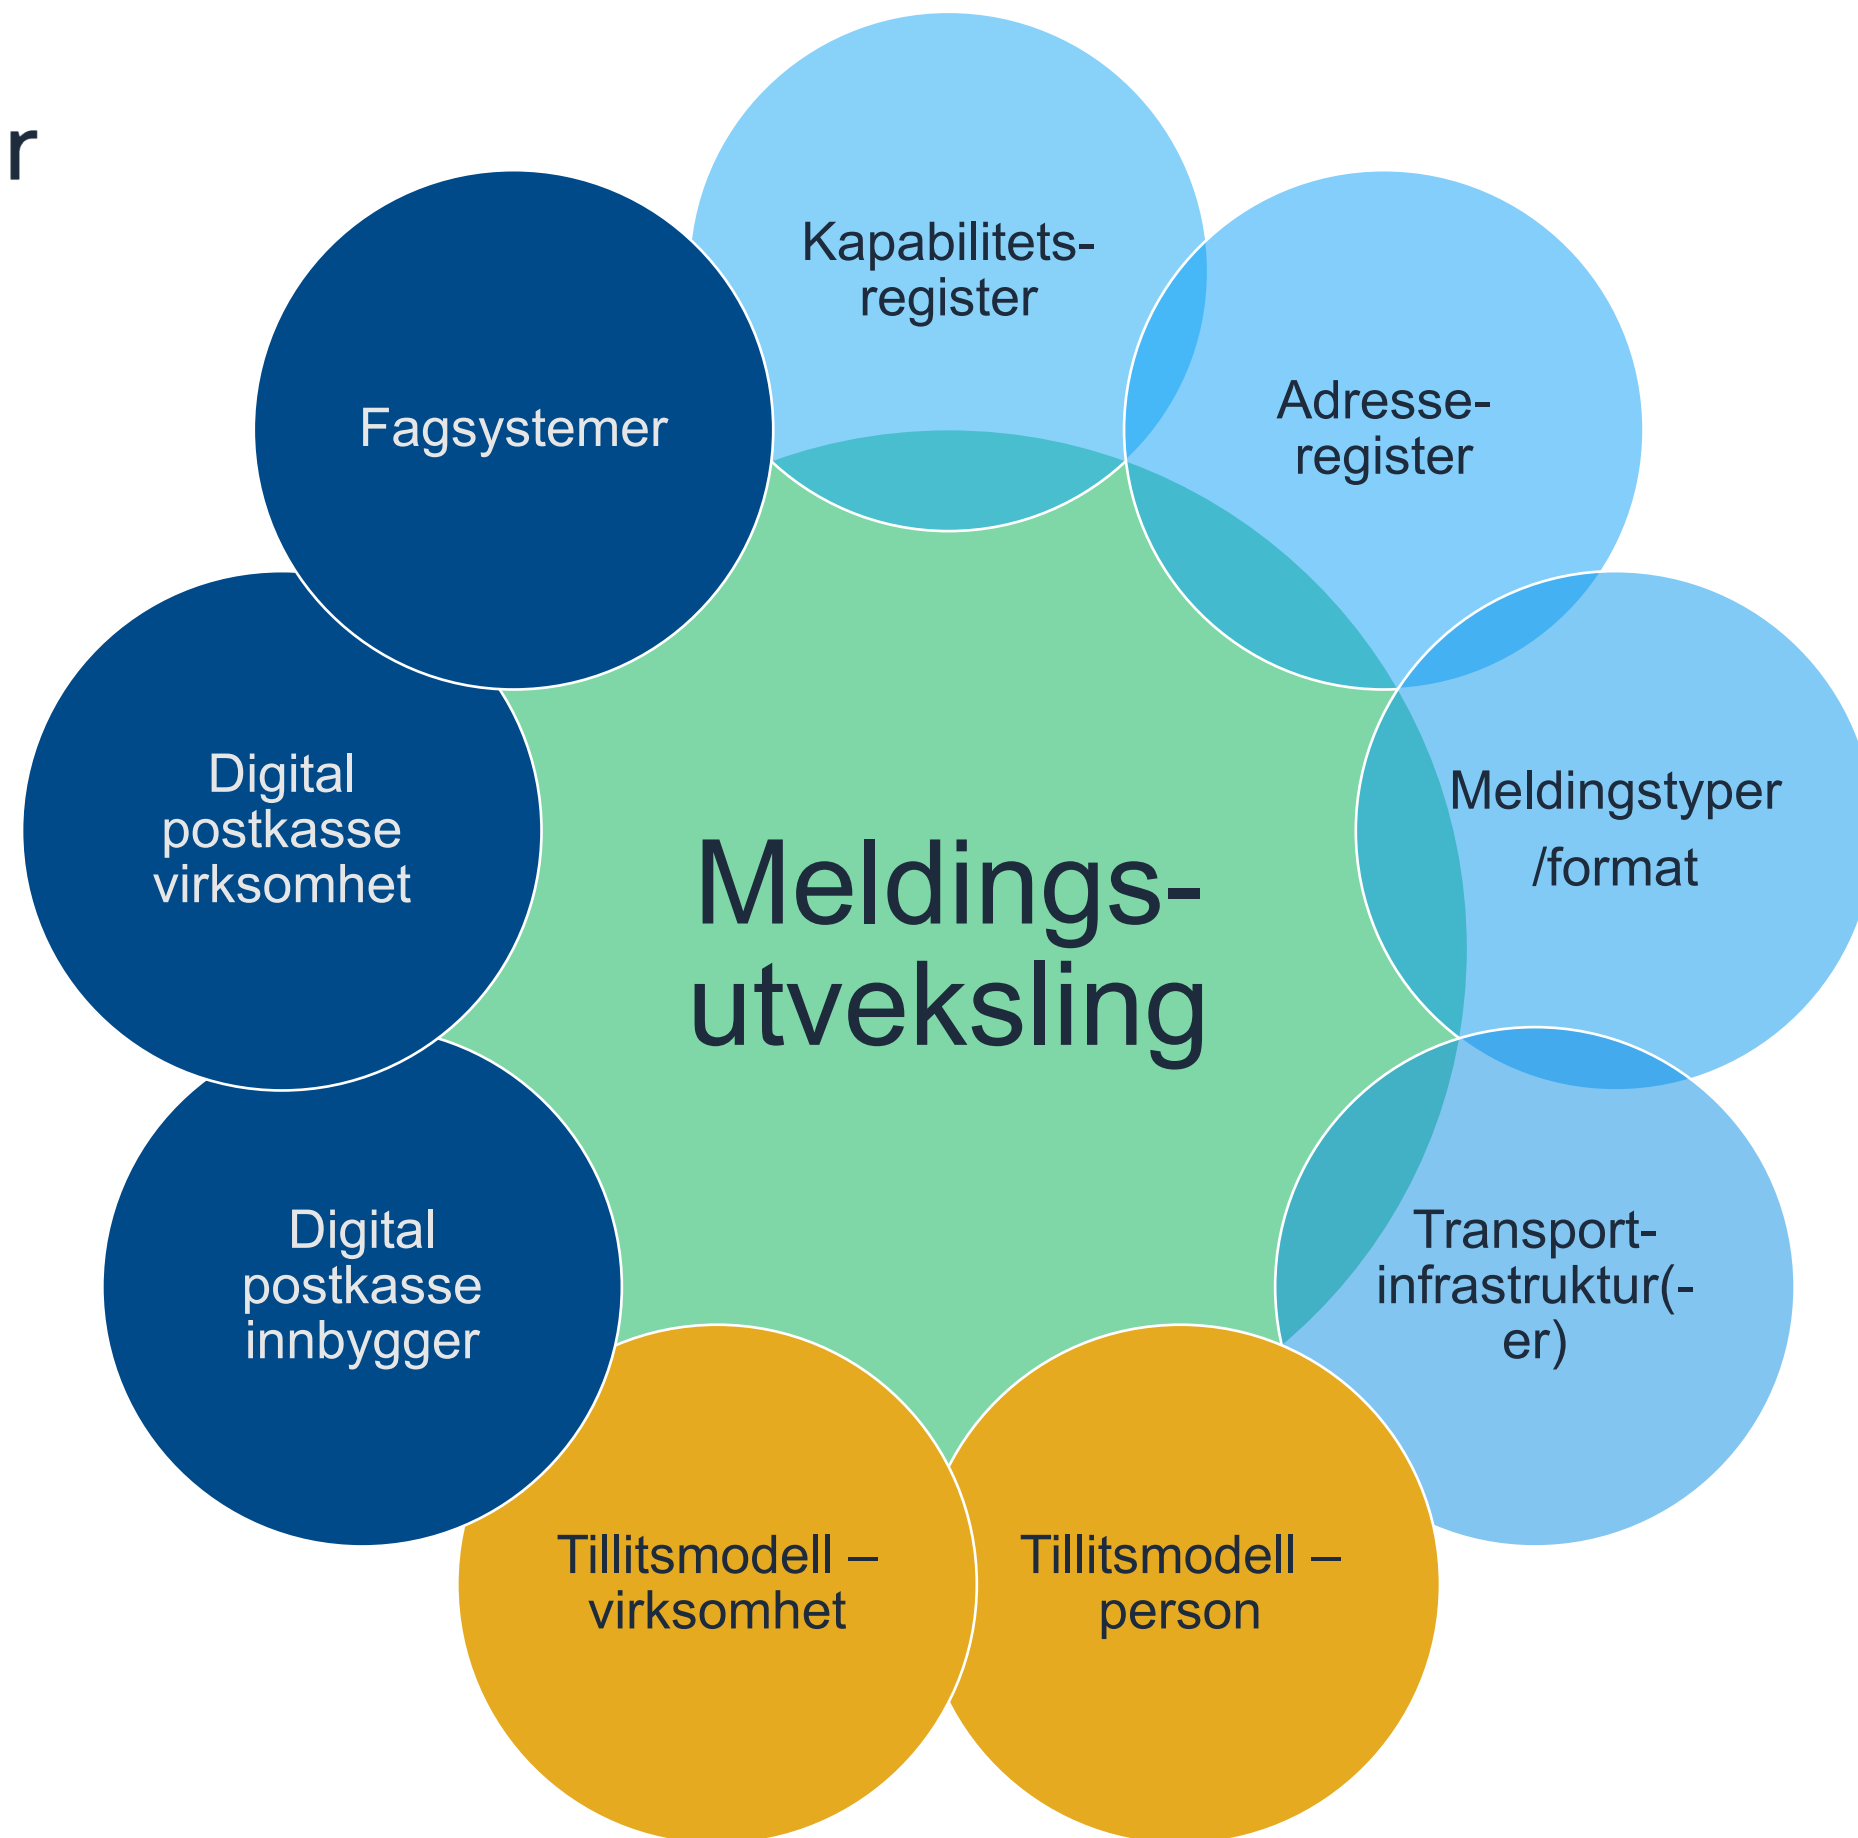 r
Kapabilitets-
register
Adresse-
register
Fagsystemer
Meldingstyper
/format
Digital
postkasse
virksomhet
Meldings-
utveksling
Transport-
infrastruktur(-
er)
Digital
postkasse
innbygger
Tillitsmodell –
virksomhet
Tillitsmodell –
person